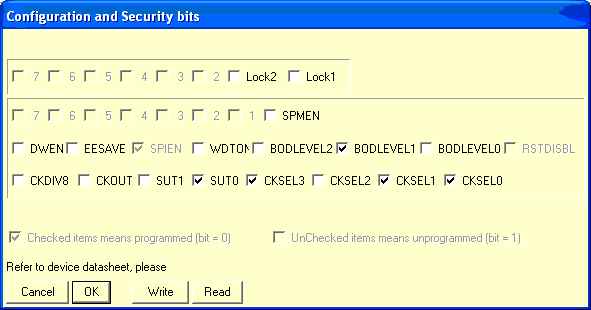 Configuration and Security bits
7 6 5 4 3 2 Lock2 Lock1
7 6 5 4 3 2 1 SPMEN
DWEN EESAVE SPIEN WDTON BODLEVEL2 BODLEVEL1 BODLEVEL0 RSTDISBL
CKDIV8 CKOUT SUT1 SUT0 CKSEL3 CKSEL2 CKSEL1 CKSEL0
Checked items means programmed (bit = 0) UnChecked items means unprogrammed (bit = 1)
Refer to device datasheet, please
Cancel OK Write Read